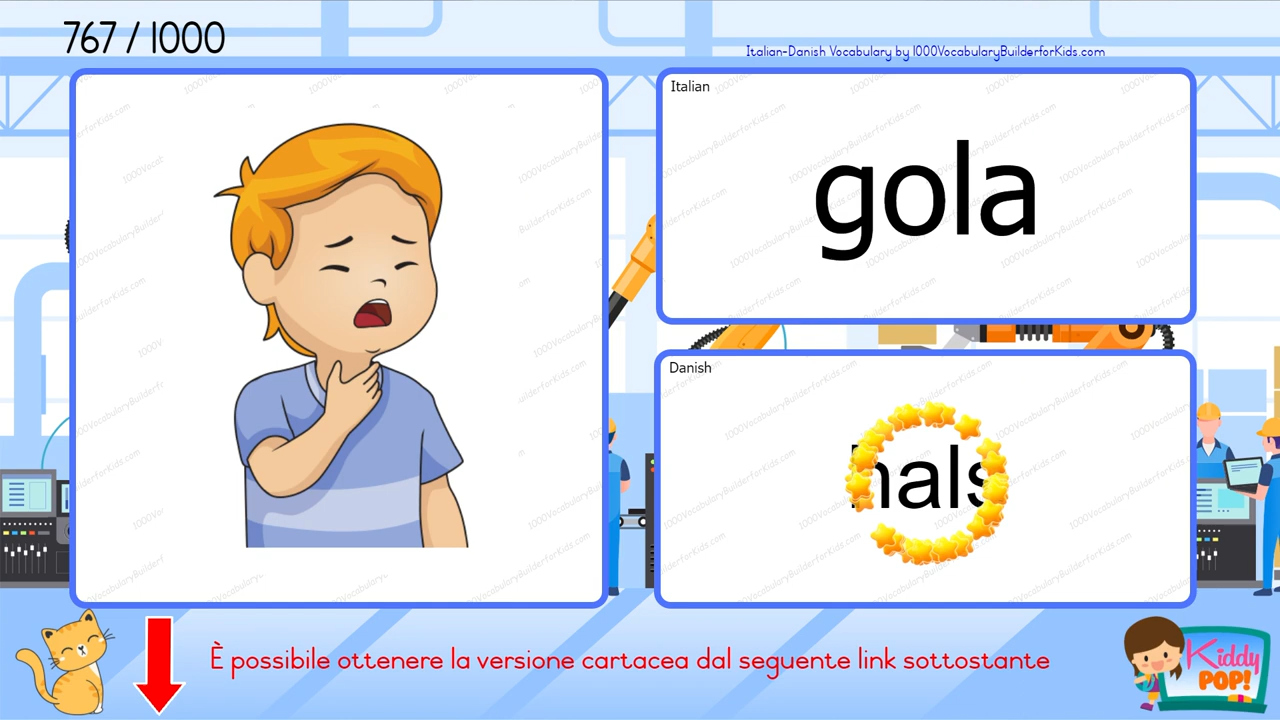 767 / 1000
Italian-Danish Vocabulary by 1000VocabularyBuilderforKids.com
Italian
gola
Danish
hals
È possibile ottenere la versione cartacea dal seguente link sottostante
Kiddy
POP!